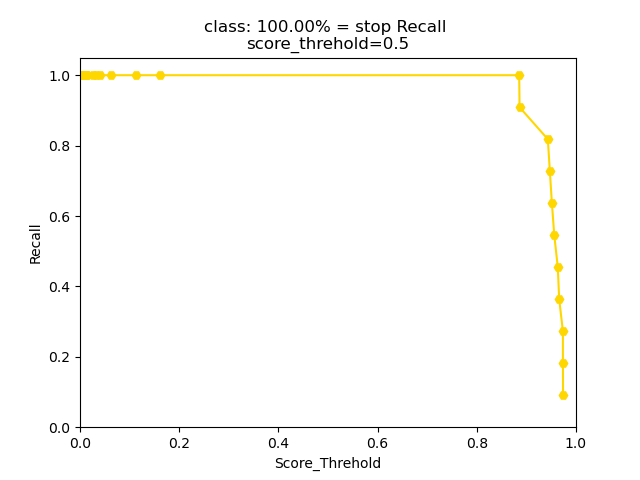 class: 100.00% = stop Recall
score_threhold=0.5
1.0
0.8
0.6
0.4
0.2
0.0
Recall
0.0 0.2 0.4 0.6 0.8 1.0
Score_Threhold